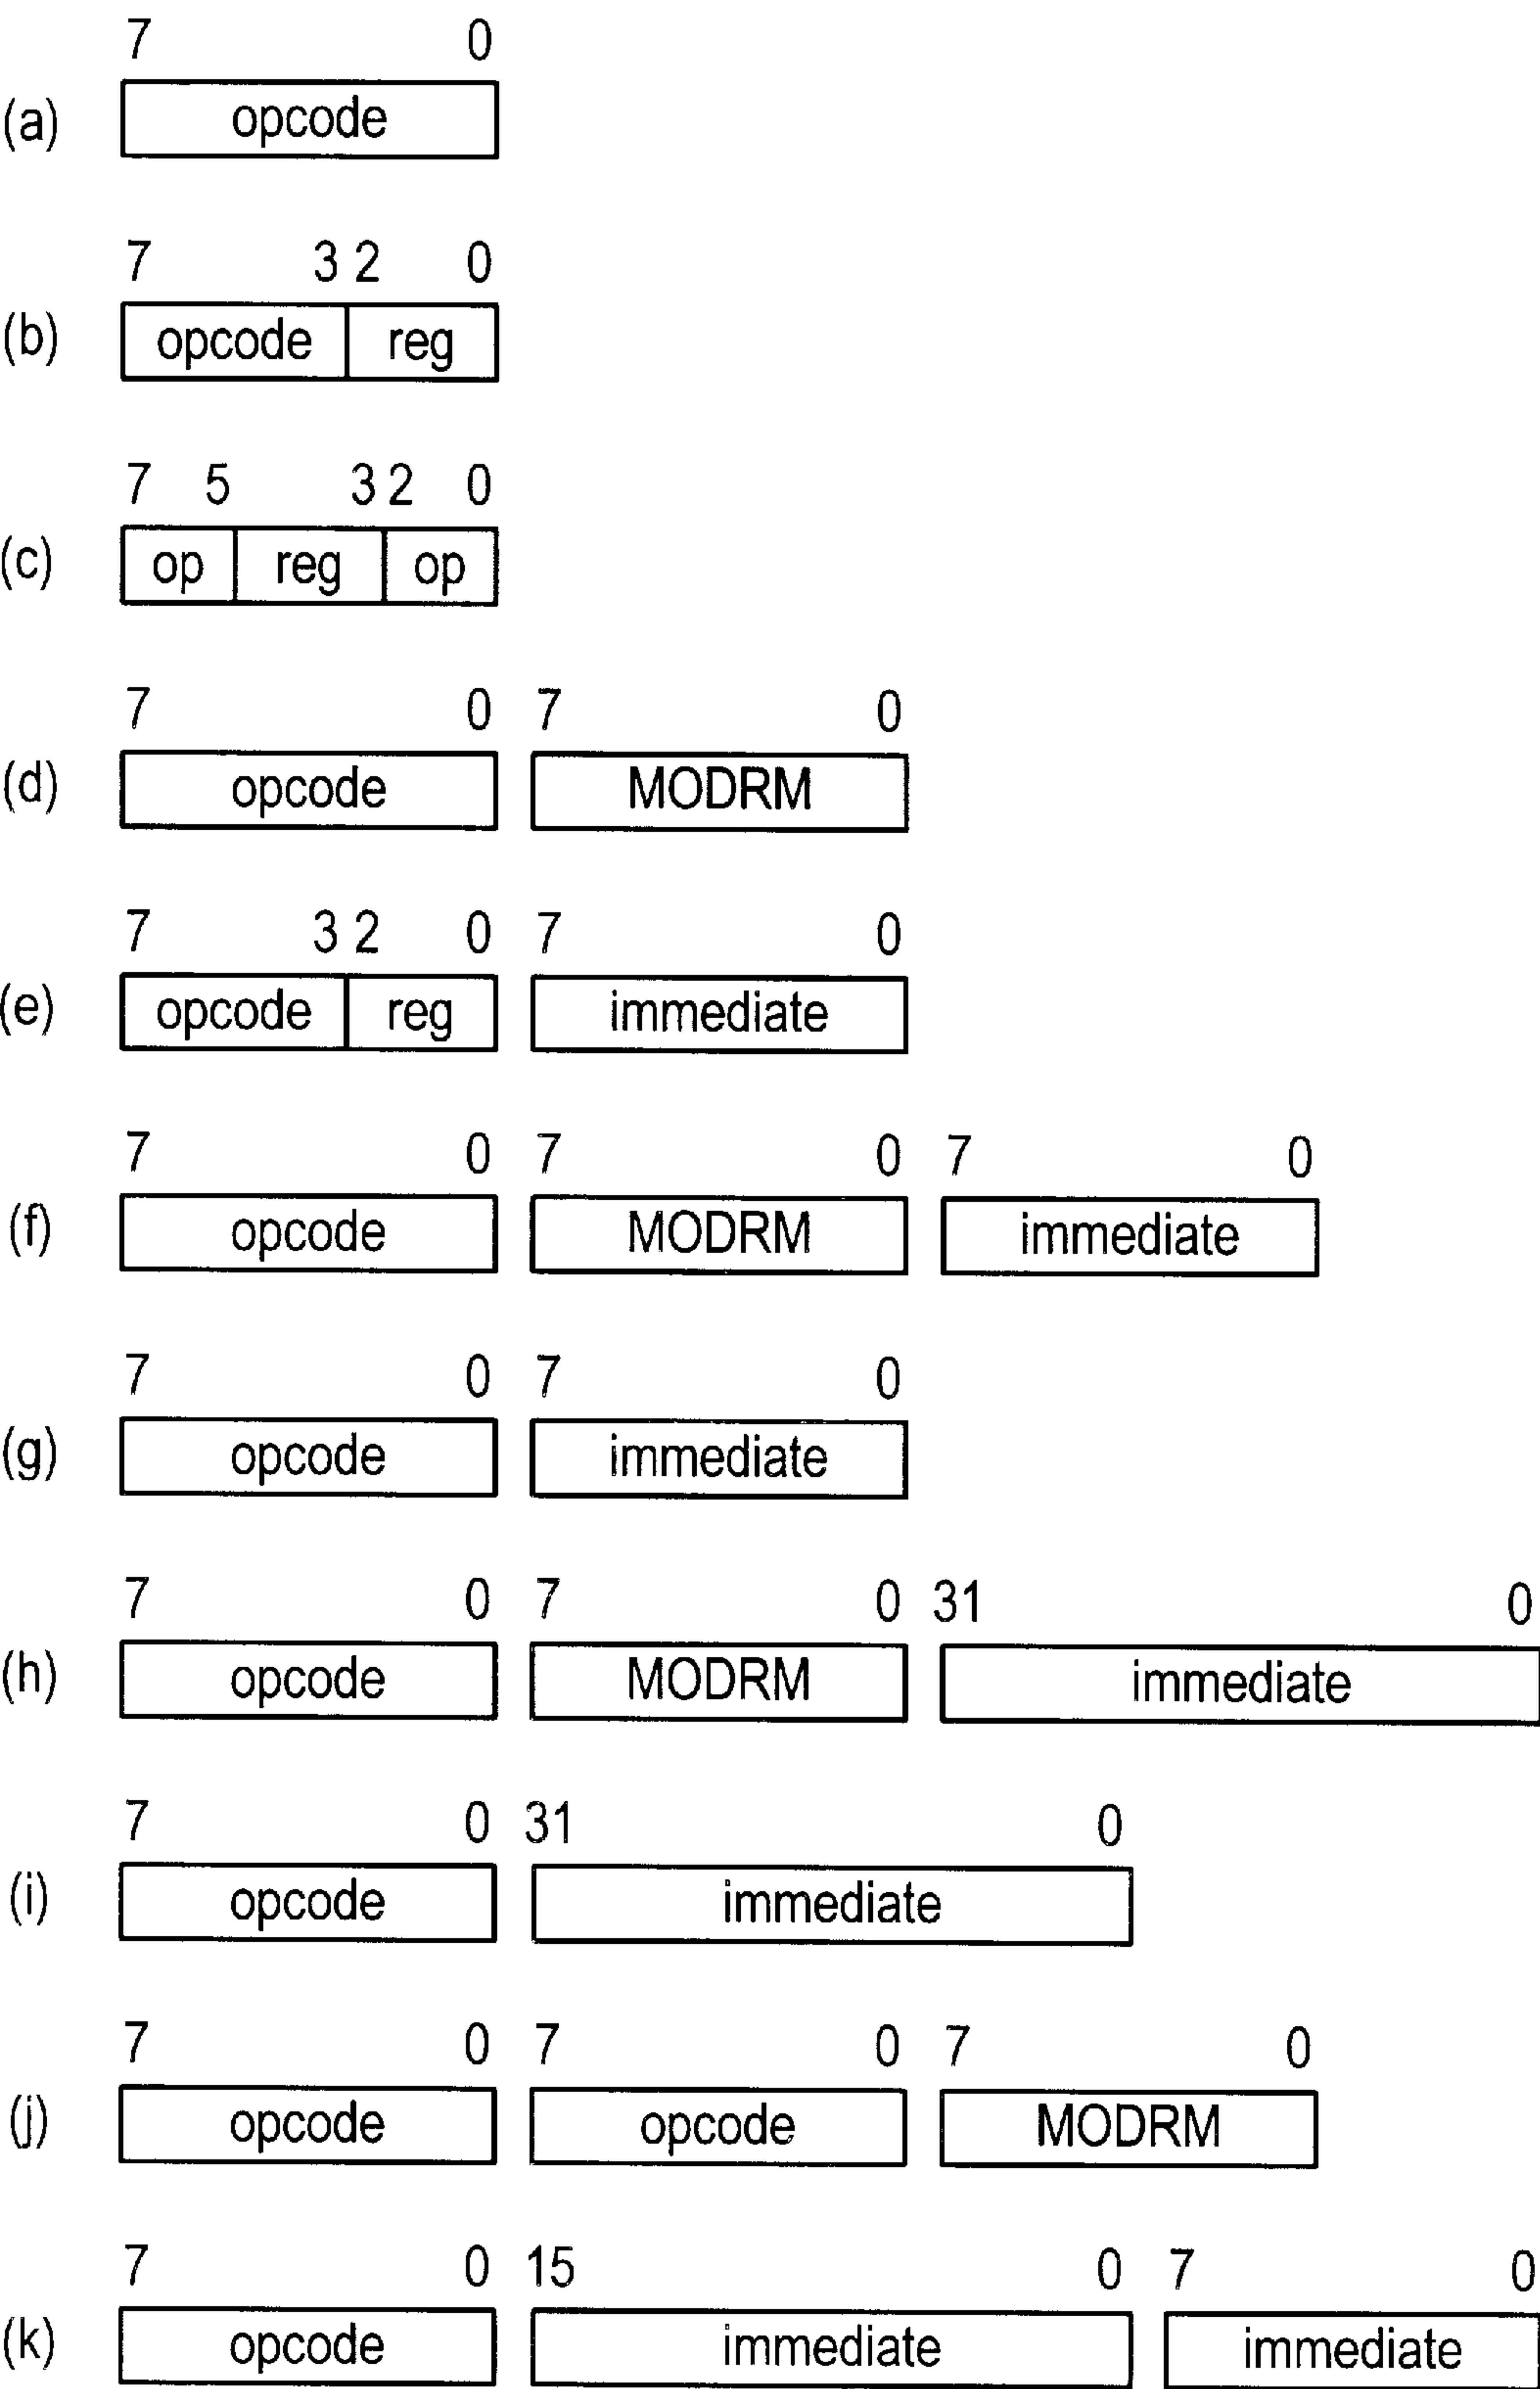 7 0
(a) opcode
7 3 2 0
(b) opcode reg
7 5 3 2 0
(c) op reg op
7 0 7 0
(d) opcode MODRM
7 3 2 0 7 0
(e) opcode reg immediate
7 0 7 0 7 0
(f) opcode MODRM immediate
7 0 7 0
(g) opcode immediate
7 0 7 0 31 0
(h) opcode MODRM immediate
7 0 31 0
(i) opcode immediate
7 0 7 0 7 0
(j) opcode opcode MODRM
7 0 15 0 7 0
(k) opcode immediate immediate